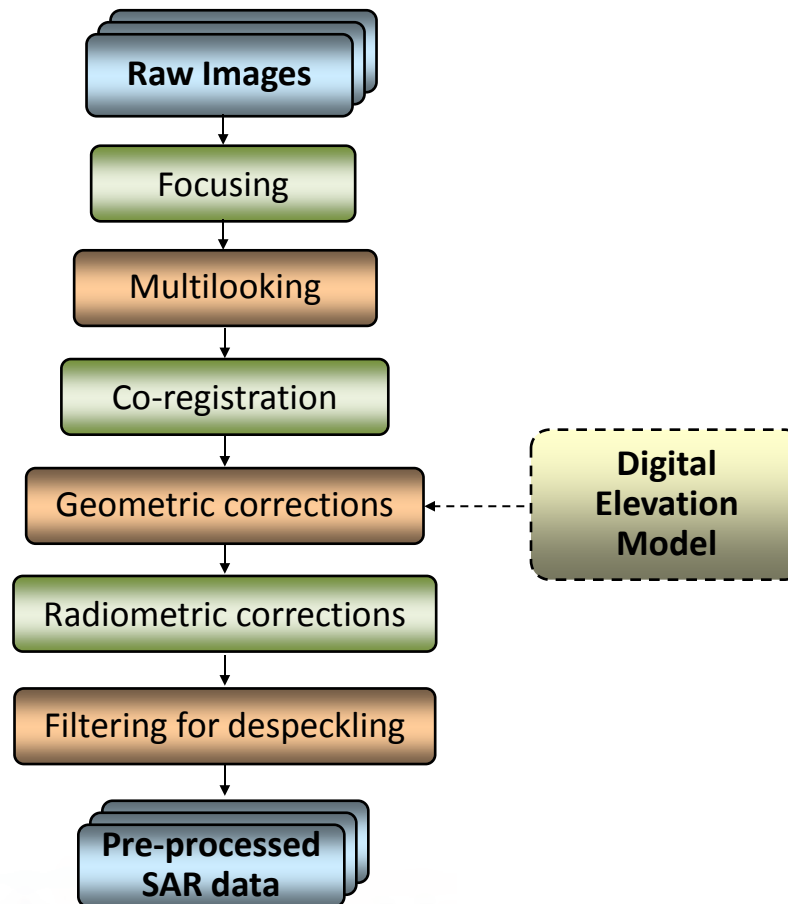 Raw Images
Focusing
Multilooking
Co-registration
Geometric corrections
Digital
Elevation
Model
Radiometric corrections
Filtering for despeckling
Pre-processed
SAR data